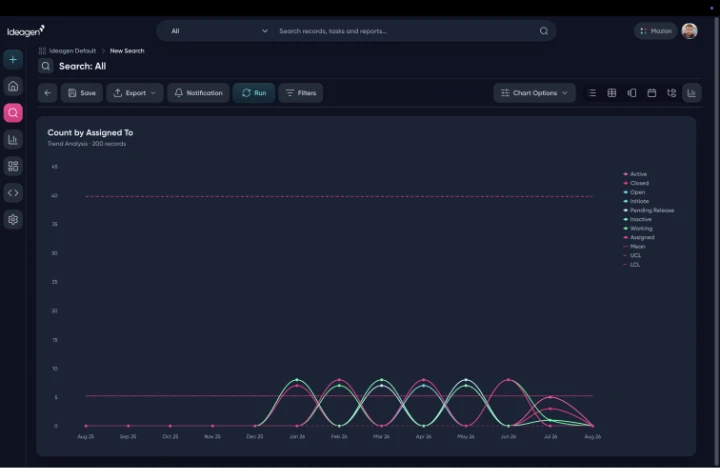 Ideagen
All
Search records, tasks and reports...
Mazlan
Ideagen Default > New Search
Search: All
Save
Export
Notification
Run
Filters
Chart Options
Count by Assigned To
Trend Analysis · 200 records
45
40
35
30
25
20
15
10
5
0
Aug 25
Sep 25
Oct 25
Nov 25
Dec 25
Jan 26
Feb 26
Mar 26
Apr 26
May 26
Jun 26
Jul 26
Aug 26
Active
Closed
Open
Initiate
Pending Release
Inactive
Working
Assigned
Mean
UCL
LCL